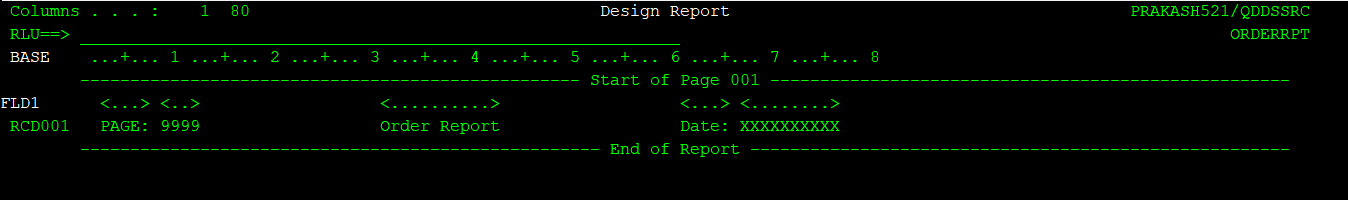 Columns . . . :    1  80                                   Design Report                                        PRAKASH521/QDDSSRC
RLU==> ____________________________________________________________                                                       ORDERRPT
BASE    ...+... 1 ...+... 2 ...+... 3 ...+... 4 ...+... 5 ...+... 6 ...+... 7 ...+... 8
-------------------------------------------------- Start of Page 001 ----------------------------------------------------
FLD1      <...> <..>                  <..........>                  <...> <........>
RCD001   PAGE: 9999                  Order Report                  Date: XXXXXXXXXX
---------------------------------------------------- End of Report ------------------------------------------------------